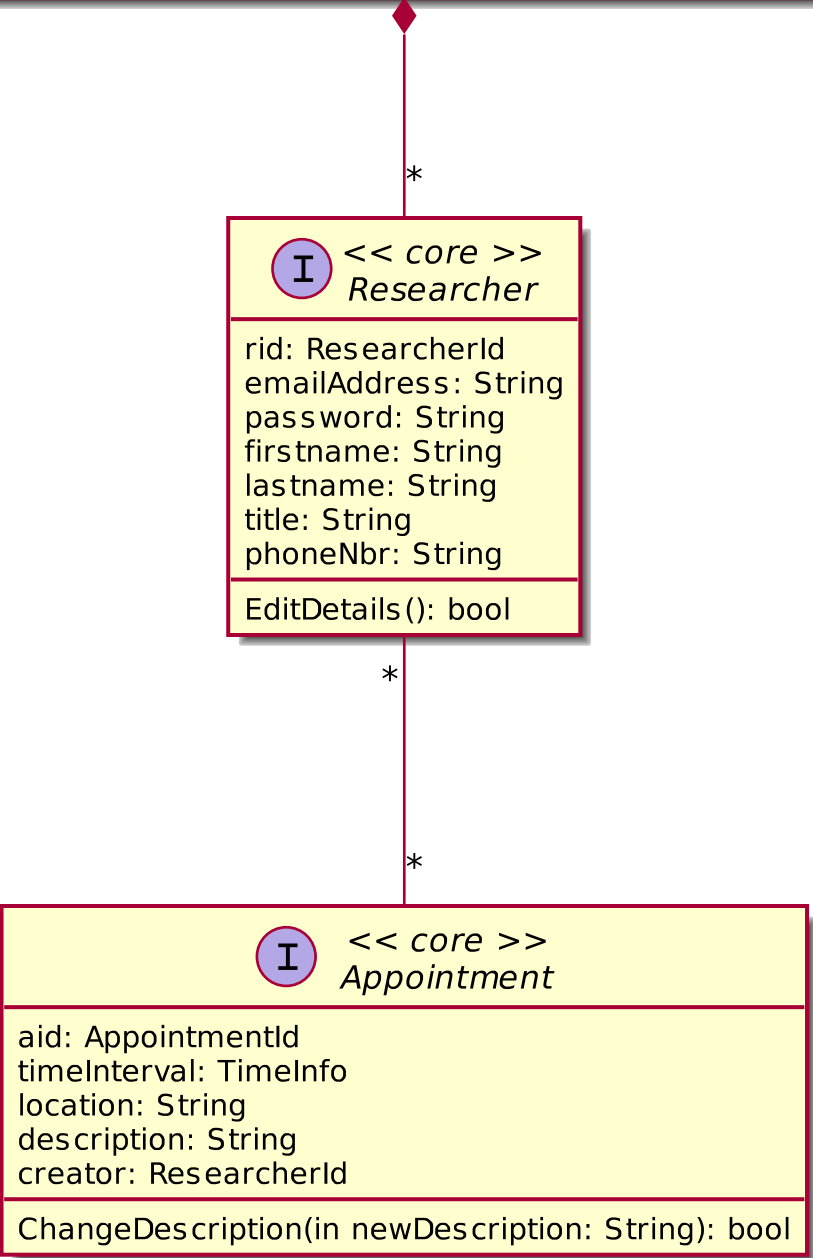 *
I
<< core >>
Researcher
rid: ResearcherId
emailAddress: String
password: String
firstname: String
lastname: String
title: String
phoneNbr: String
EditDetails(): bool
*
*
I
<< core >>
Appointment
aid: AppointmentId
timeInterval: TimeInfo
location: String
description: String
creator: ResearcherId
ChangeDescription(in newDescription: String): bool